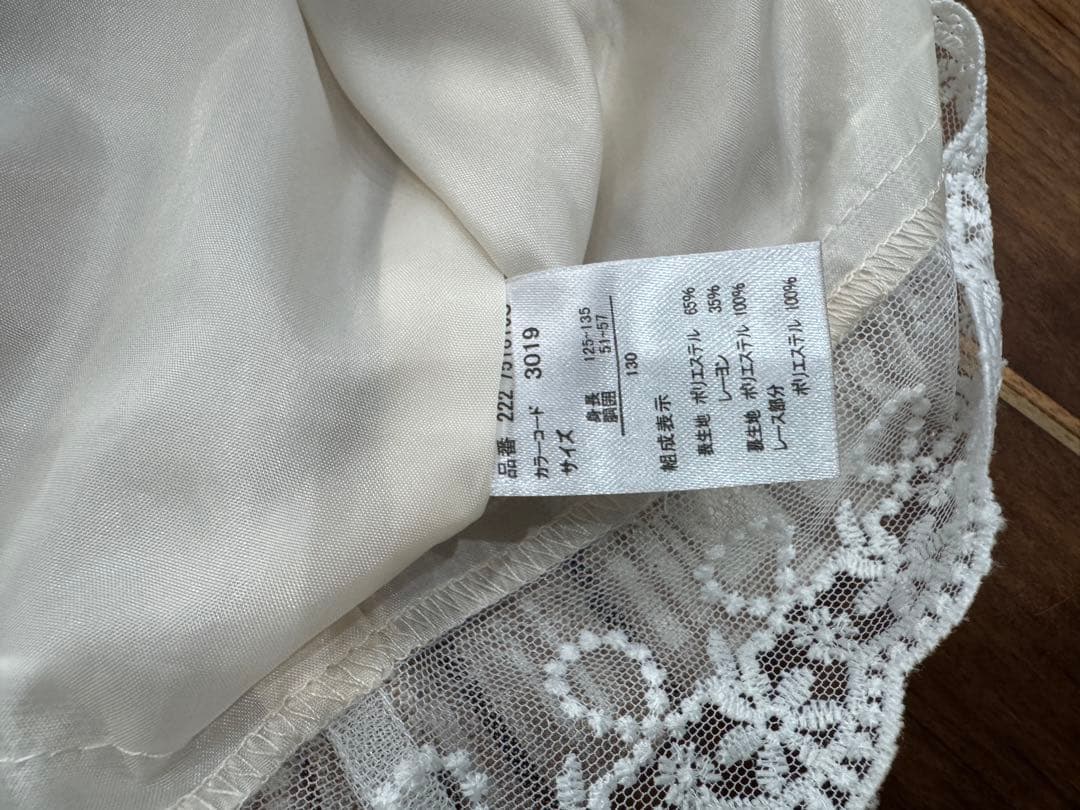 品番 222
カラーコード 3019
サイズ
身長 125~135
胴囲 51~57
130
組成表示
表生地 ポリエステル 65%
レーヨン 35%
裏生地 ポリエステル 100%
レース部分
ポリエステル 100%